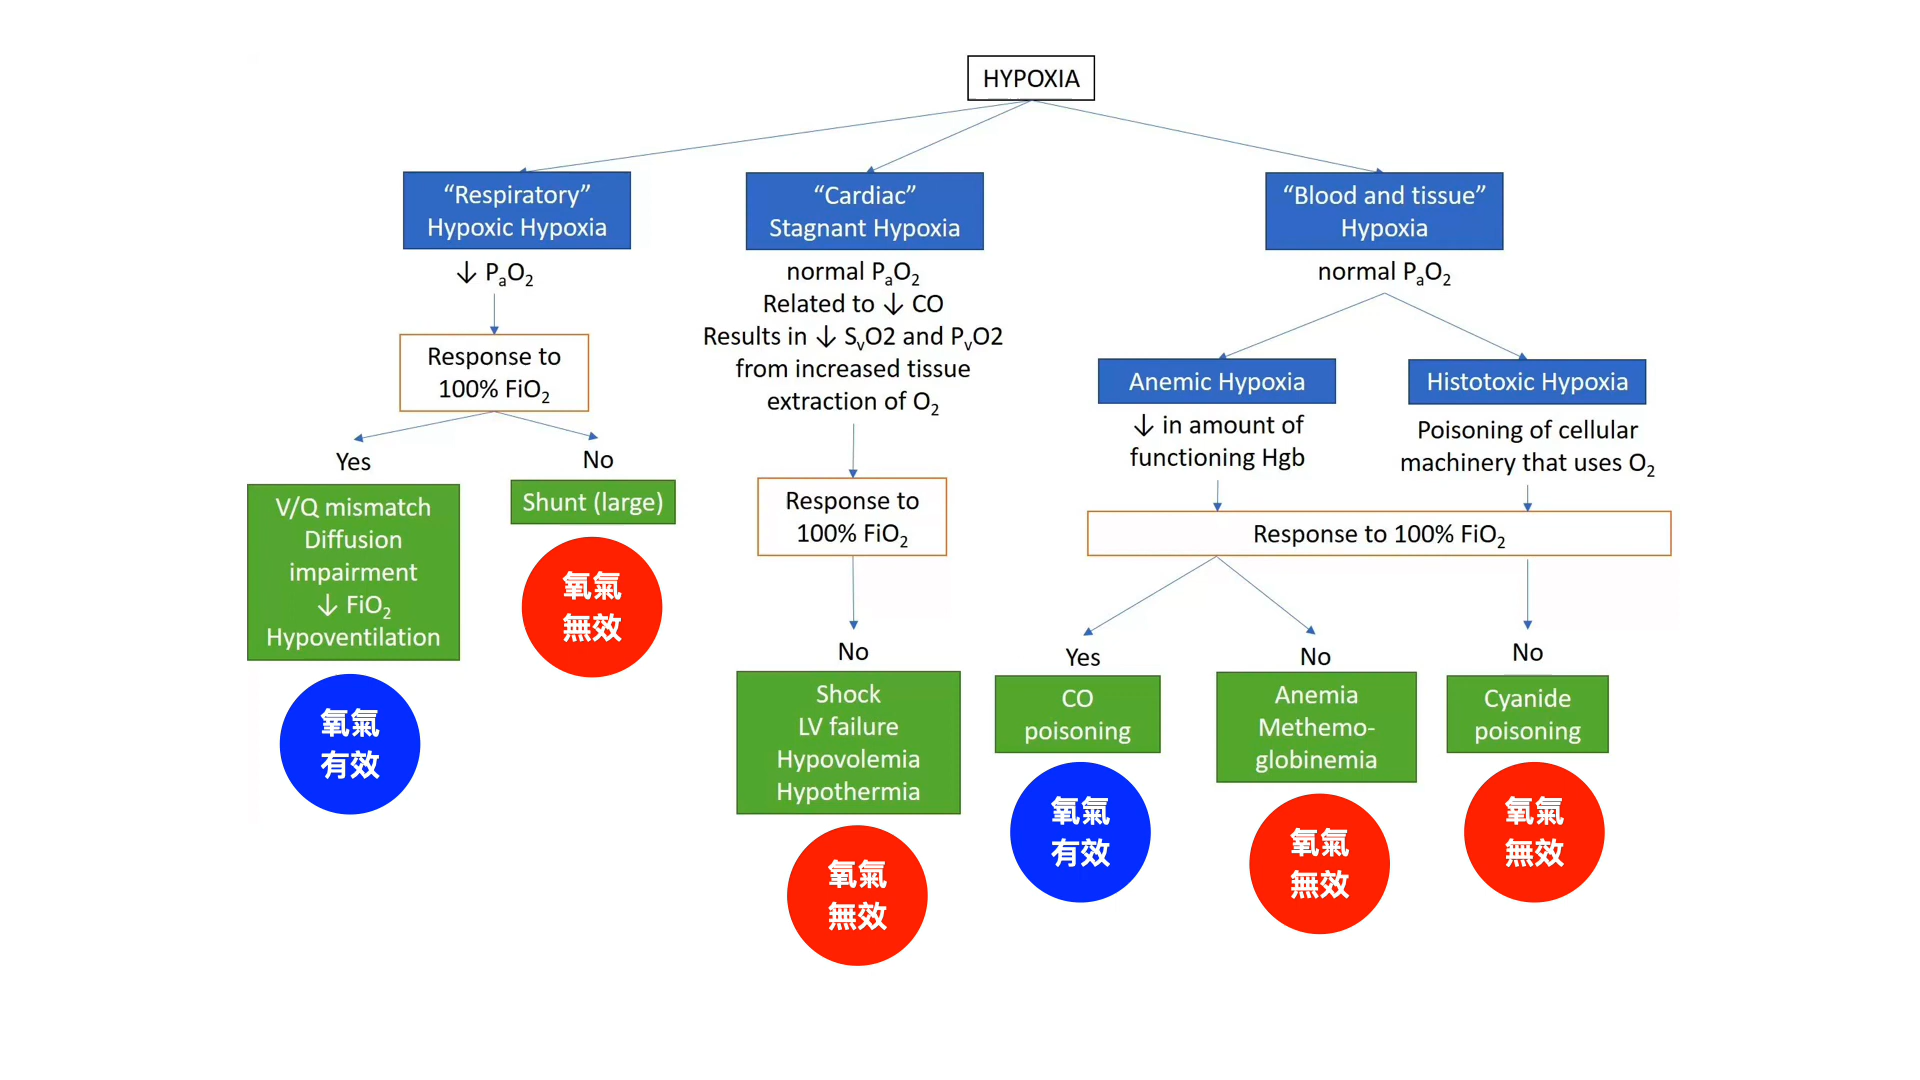 HYPOXIA
“Respiratory”
Hypoxic Hypoxia
↓ PaO2
Response to
100% FiO2
Yes
V/Q mismatch
Diffusion
impairment
↓ FiO2
Hypoventilation
氧氣
有效
No
Shunt (large)
氧氣
無效
“Cardiac”
Stagnant Hypoxia
normal PaO2
Related to ↓ CO
Results in ↓ SvO2 and PvO2
from increased tissue
extraction of O2
Response to
100% FiO2
No
Shock
LV failure
Hypovolemia
Hypothermia
氧氣
無效
“Blood and tissue”
Hypoxia
normal PaO2
Anemic Hypoxia
↓ in amount of
functioning Hgb
Histotoxic Hypoxia
Poisoning of cellular
machinery that uses O2
Response to 100% FiO2
Yes
CO
poisoning
氧氣
有效
No
Anemia
Methemo-
globinemia
氧氣
無效
No
Cyanide
poisoning
氧氣
無效